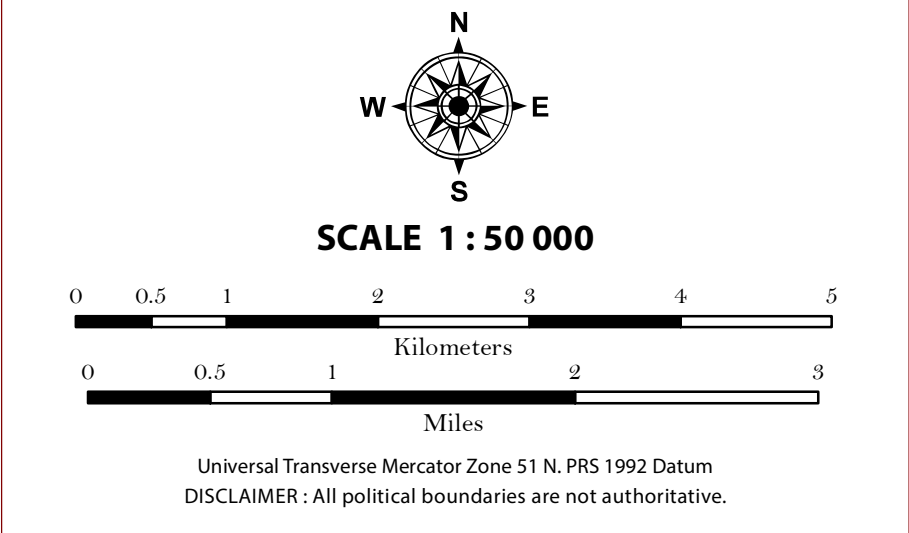 N
W E
S
SCALE 1 : 50 000
0 0.5 1 2 3 4 5
Kilometers
0 0.5 1 2 3
Miles
Universal Transverse Mercator Zone 51 N. PRS 1992 Datum
DISCLAIMER : All political boundaries are not authoritative.